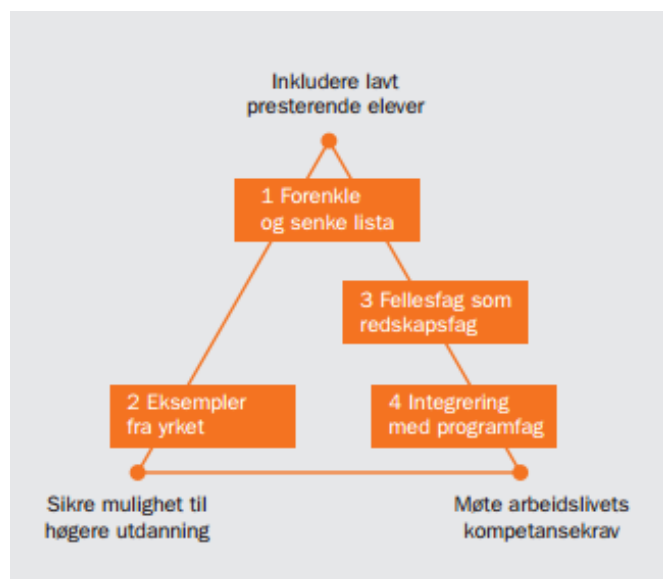 Inkludere lavt
presterende elever
1 Forenkle
og senke lista
3 Fellesfag som
redskapsfag
2 Eksempler
fra yrket
4 Integrering
med programfag
Sikre mulighet til
høgere utdanning
Møte arbeidslivets
kompetansekrav